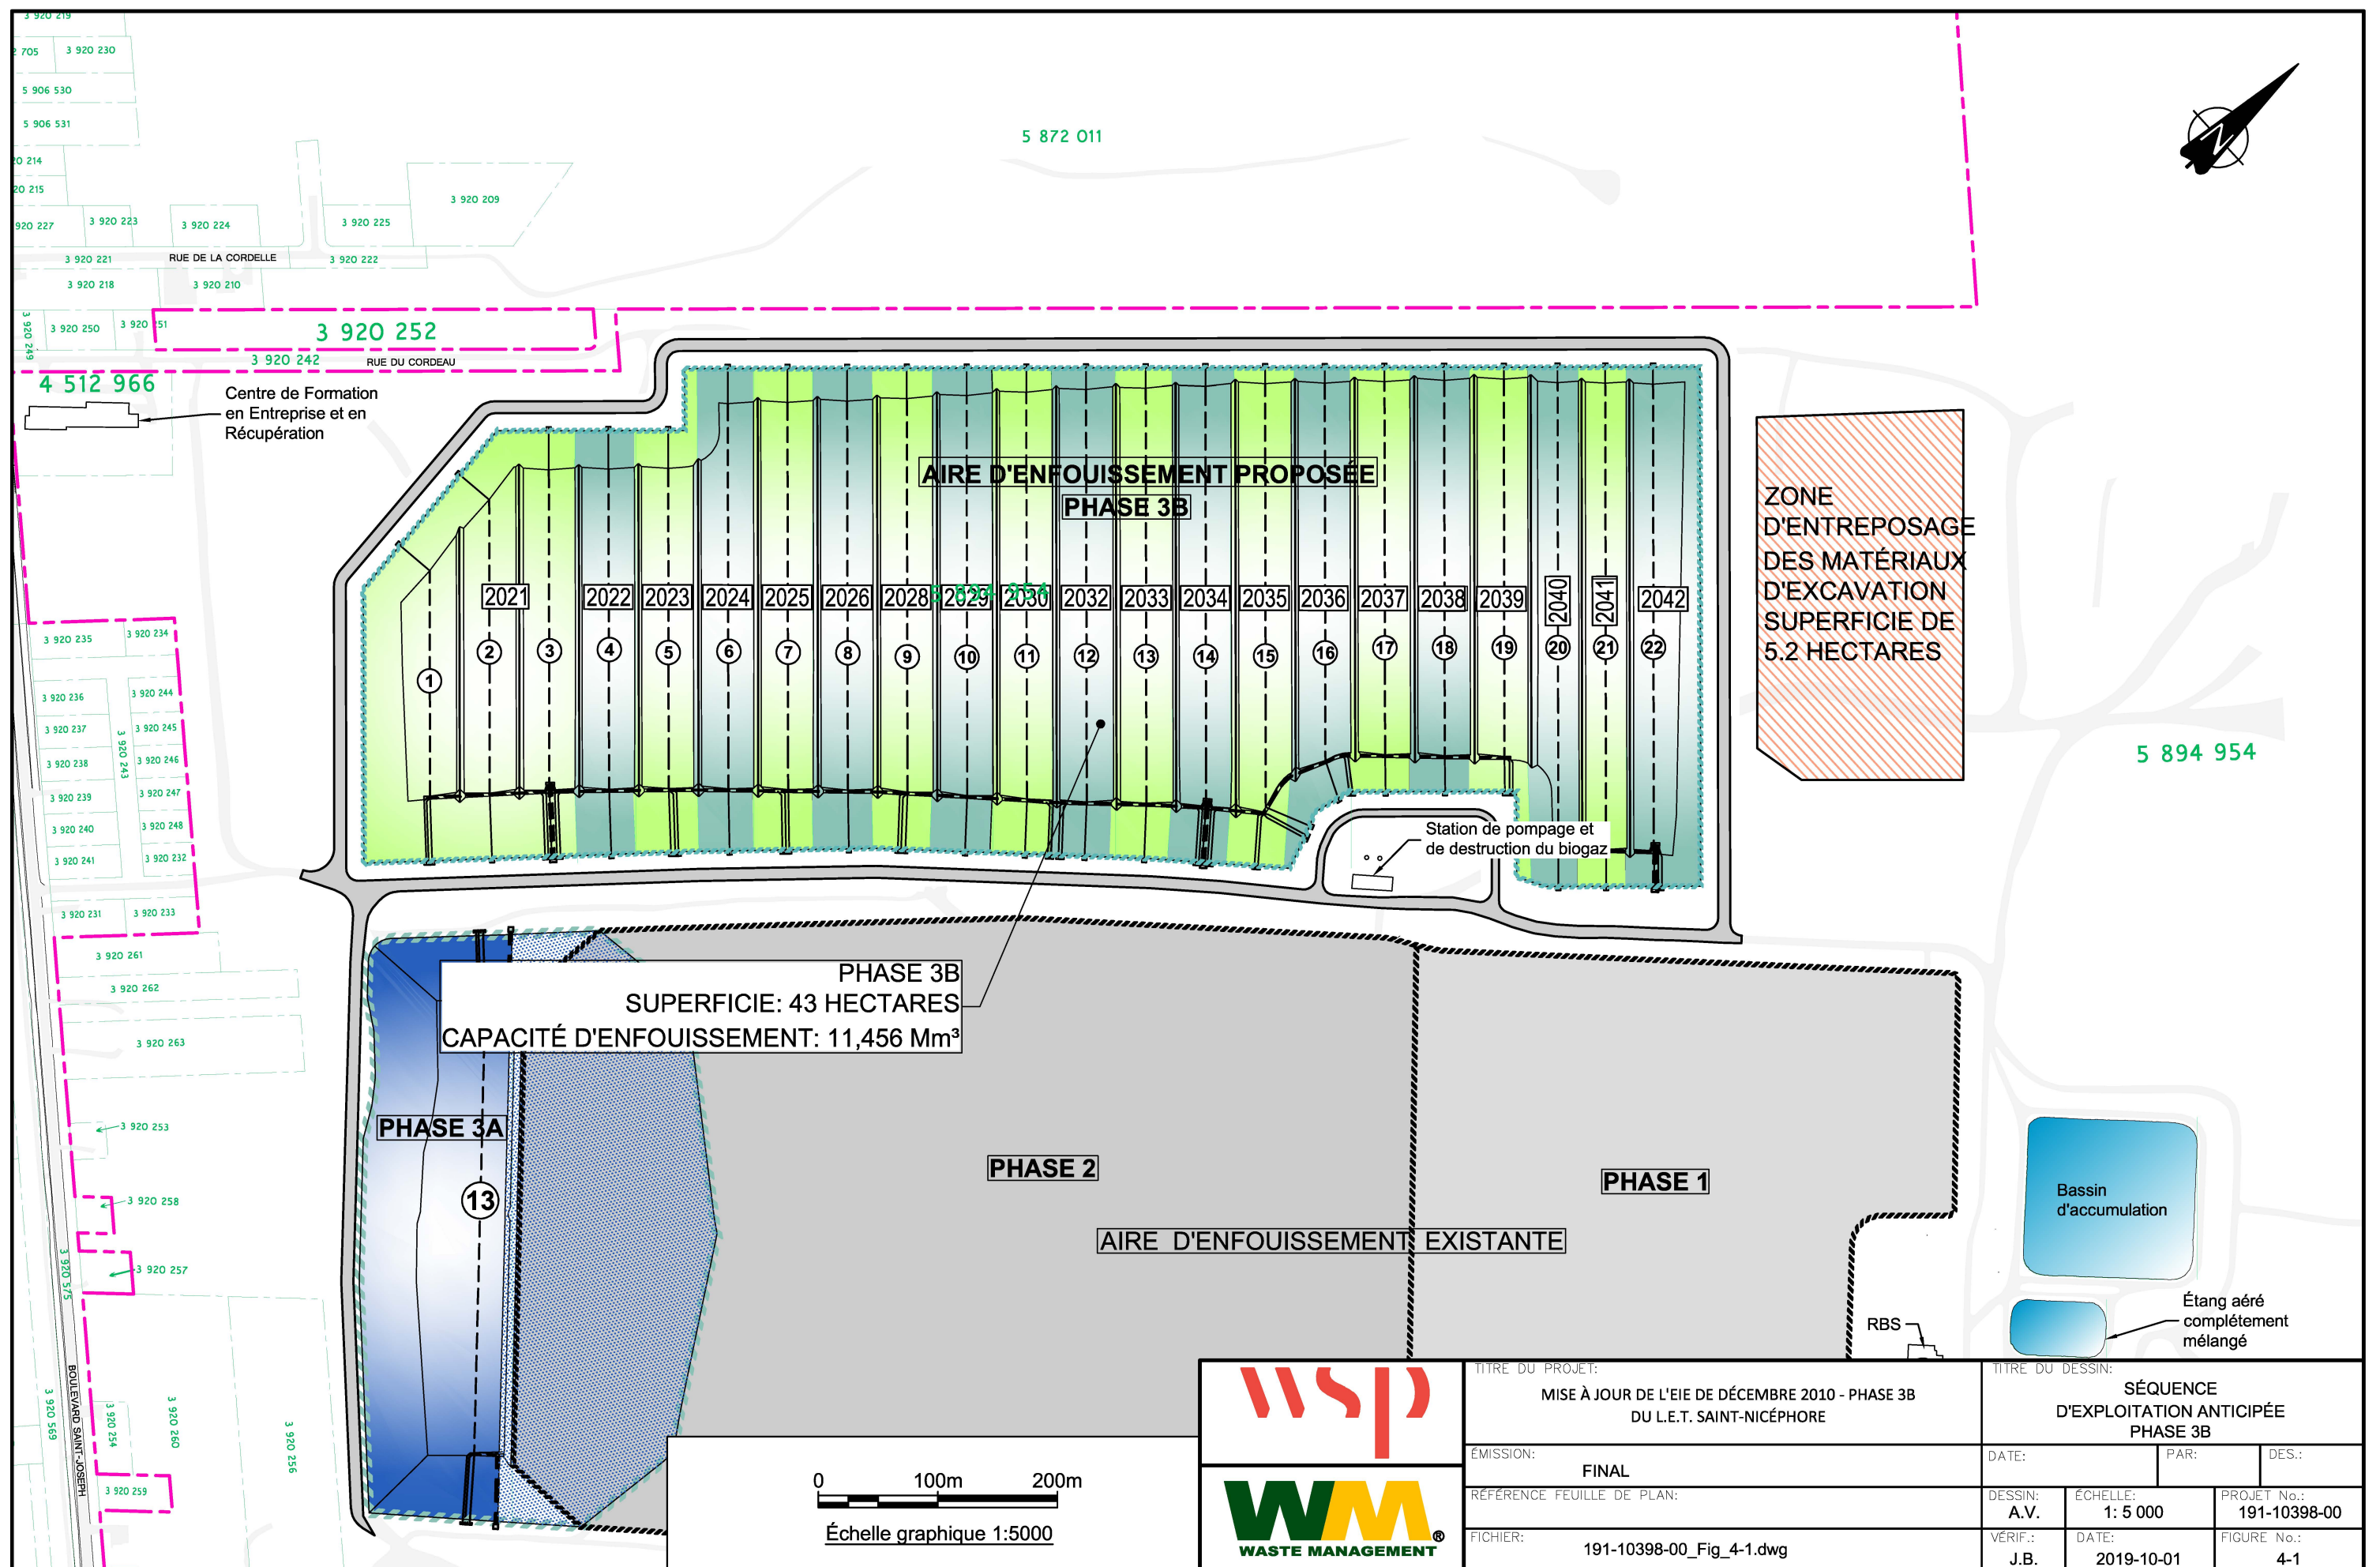 3 920 219
3 920 230
5 906 530
5 906 531
3 920 223
3 920 224
3 920 225
3 920 209
3 920 221
RUE DE LA CORDELLE
3 920 222
3 920 218
3 920 210
3 920 249
3 920 250
3 920 251
3 920 252
3 920 242
RUE DU CORDEAU
4 512 966
Centre de Formation
en Entreprise et en
Récupération
5 872 011
N
AIRE D'ENFOUISSEMENT PROPOSÉE
PHASE 3B
5 894 954
2021
2022
2023
2024
2025
2026
2028
2029
2030
2032
2033
2034
2035
2036
2037
2038
2039
2040
2041
2042
1
2
3
4
5
6
7
8
9
10
11
12
13
14
15
16
17
18
19
20
21
22
ZONE
D'ENTREPOSAGE
DES MATÉRIAUX
D'EXCAVATION
SUPERFICIE DE
5.2 HECTARES
5 894 954
Station de pompage et
de destruction du biogaz
3 920 235
3 920 234
3 920 236
3 920 244
3 920 237
3 920 245
3 920 243
3 920 238
3 920 246
3 920 239
3 920 247
3 920 240
3 920 248
3 920 241
3 920 232
3 920 231
3 920 233
3 920 261
3 920 262
3 920 263
3 920 253
3 920 258
3 920 257
3 920 575
BOULEVARD SAINT-JOSEPH
3 920 569
3 920 254
3 920 260
3 920 256
3 920 259
PHASE 3B
SUPERFICIE: 43 HECTARES
CAPACITÉ D'ENFOUISSEMENT: 11,456 Mm³
PHASE 3A
13
PHASE 2
PHASE 1
AIRE D'ENFOUISSEMENT EXISTANTE
Bassin
d'accumulation
Étang aéré
complétement
mélangé
RBS
0 100m 200m
Échelle graphique 1:5000
wsp
WM ®
WASTE MANAGEMENT
TITRE DU PROJET:
MISE À JOUR DE L'EIE DE DÉCEMBRE 2010 - PHASE 3B
DU L.E.T. SAINT-NICÉPHORE
TITRE DU DESSIN:
SÉQUENCE
D'EXPLOITATION ANTICIPÉE
PHASE 3B
ÉMISSION:
FINAL
DATE:
PAR:
DES.:
RÉFÉRENCE FEUILLE DE PLAN:
DESSIN:
A.V.
ÉCHELLE:
1: 5 000
PROJET No.:
191-10398-00
FICHIER:
191-10398-00_Fig_4-1.dwg
VÉRIF.:
J.B.
DATE:
2019-10-01
FIGURE No.:
4-1